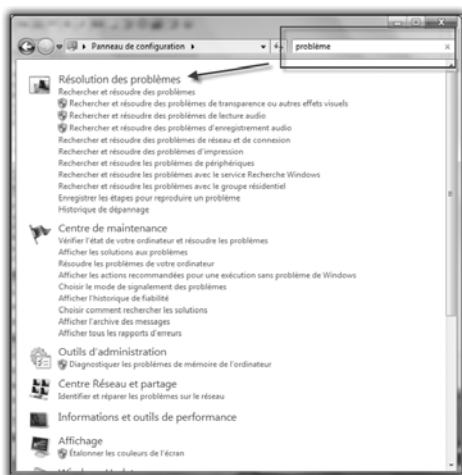 Panneau de configuration
problème
Résolution des problèmes
Rechercher et résoudre des problèmes
Rechercher et résoudre des problèmes de transparence ou autres effets visuels
Rechercher et résoudre des problèmes de lecture audio
Rechercher et résoudre des problèmes d'enregistrement audio
Rechercher et résoudre des problèmes de réseau et de connexion
Rechercher et résoudre des problèmes d'impression
Rechercher et résoudre les problèmes de périphériques
Rechercher et résoudre les problèmes avec le service Recherche Windows
Rechercher et résoudre les problèmes avec le groupe résidentiel
Enregistrer les étapes pour reproduire un problème
Historique de dépannage
Centre de maintenance
Vérifier l'état de votre ordinateur et résoudre les problèmes
Afficher les solutions aux problèmes
Résoudre les problèmes de votre ordinateur
Afficher les actions recommandées pour une exécution sans problème de Windows
Choisir le mode de signalement des problèmes
Afficher l'historique de fiabilité
Choisir comment rechercher les solutions
Afficher l'archive des messages
Afficher tous les rapports d'erreurs
Outils d'administration
Diagnostiquer les problèmes de mémoire de l'ordinateur
Centre Réseau et partage
Identifier et réparer les problèmes sur le réseau
Informations et outils de performance
Affichage
Étalonner les couleurs de l'écran